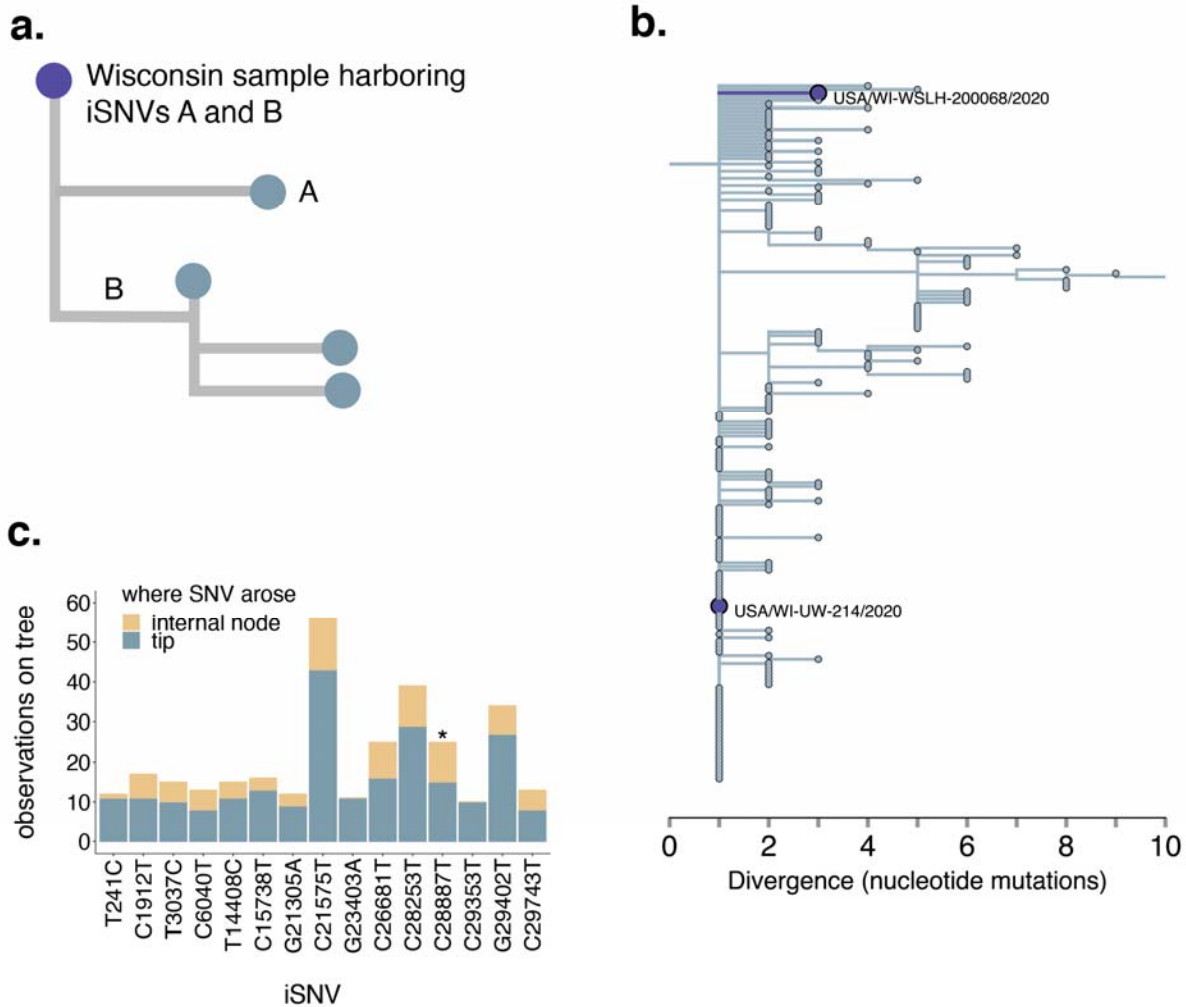 a.
Wisconsin sample harboring
iSNVs A and B
A
B
b.
USA/WI-WSLH-200068/2020
USA/WI-UW-214/2020
0 2 4 6 8 10
Divergence (nucleotide mutations)
c.
where SNV arose
internal node
tip
observations on tree
60
50
40
30
20
10
0
*
T241C
C1912T
T3037C
C6040T
T14408C
C15738T
G21305A
C21575T
G23403A
C26681T
C28253T
C28887T
C29353T
G29402T
C29743T
iSNV